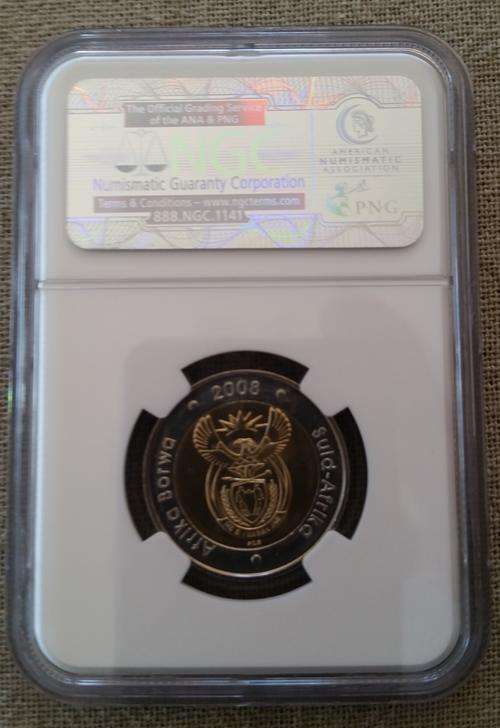 The Official Grading Service
of the ANA & PNG
NGC
Numismatic Guaranty Corporation
Terms & Conditions – www.ngcterms.com
888.NGC.1141
AMERICAN
NUMISMATIC
ASSOCIATION
PNG
2008
Afrika Borwa
Suid-Afrika